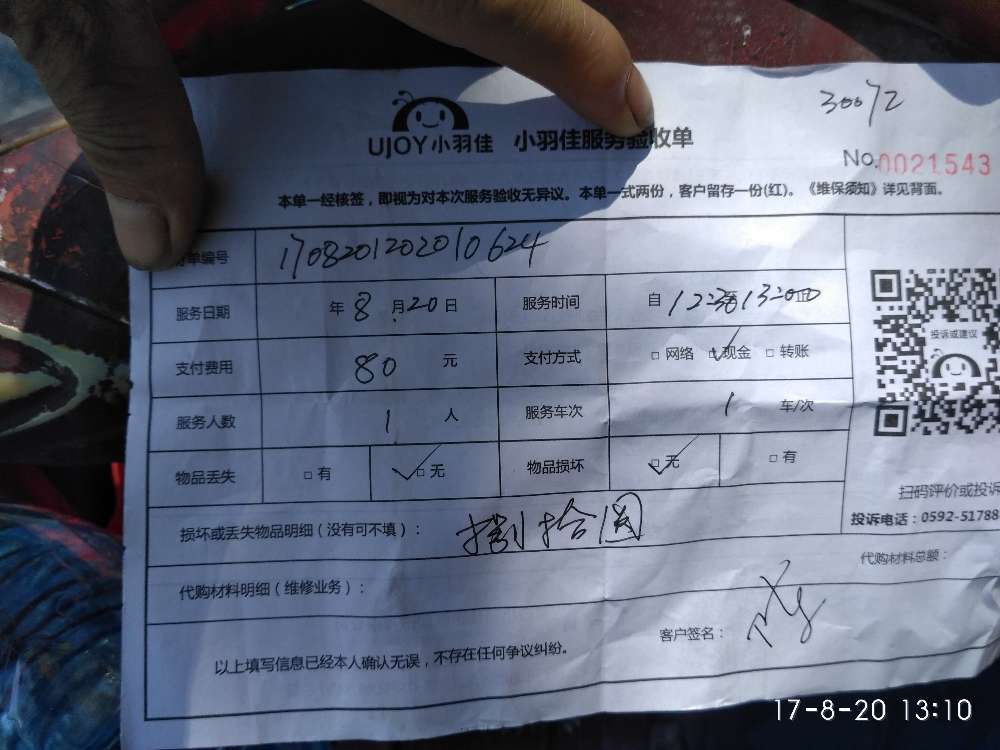 30072
UJOY小羽佳 小羽佳服务验收单
No.0021543
本单一经核签，即视为对本次服务验收无异议。本单一式两份，客户留存一份(红)。《维保须知》详见背面。
单编号 1708201202010624
服务日期 年 8 月 20 日 服务时间 自 12:30 至 13:00
支付费用 80 元 支付方式 □ 网络 ☑ 现金 □ 转账
投诉或建议
服务人数 1 人 服务车次 1 车/次
物品丢失 □ 有 ☑ 无 物品损坏 ☑ 无 □ 有
扫码评价或投诉
投诉电话：0592-51788
损坏或丢失物品明细（没有可不填）： 捌拾圆
代购材料明细（维修业务）： 代购材料总额：
客户签名：
以上填写信息已经本人确认无误，不存在任何争议纠纷。
17-8-20 13:10